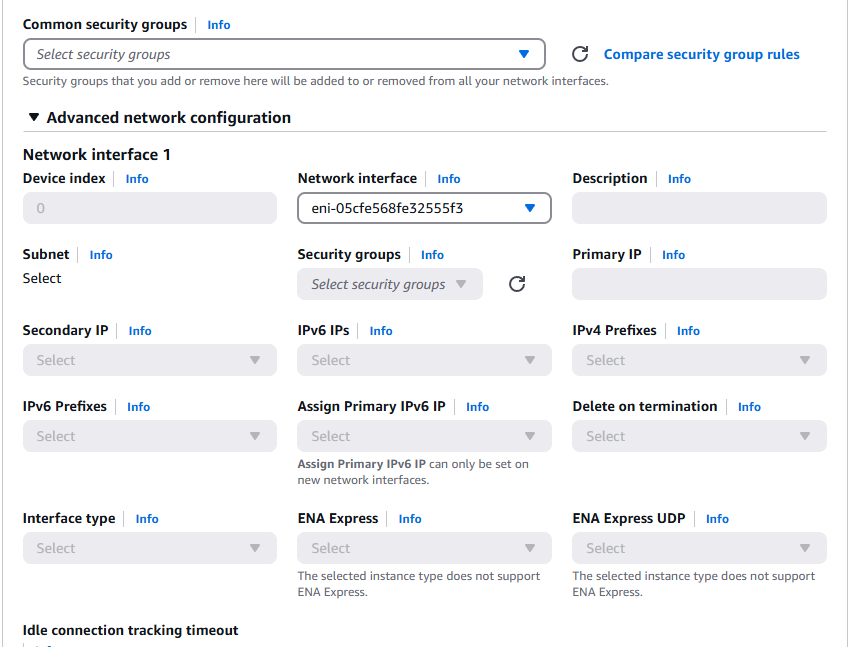 Common security groups Info
Select security groups
Compare security group rules
Security groups that you add or remove here will be added to or removed from all your network interfaces.
Advanced network configuration
Network interface 1
Device index Info
Network interface Info
Description Info
0
eni-05cfe568fe32555f3
Subnet Info
Security groups Info
Primary IP Info
Select
Select security groups
Secondary IP Info
IPv6 IPs Info
IPv4 Prefixes Info
Select
Select
Select
IPv6 Prefixes Info
Assign Primary IPv6 IP Info
Delete on termination Info
Select
Select
Select
Assign Primary IPv6 IP can only be set on
new network interfaces.
Interface type Info
ENA Express Info
ENA Express UDP Info
Select
Select
Select
The selected instance type does not support
ENA Express.
The selected instance type does not support
ENA Express.
Idle connection tracking timeout